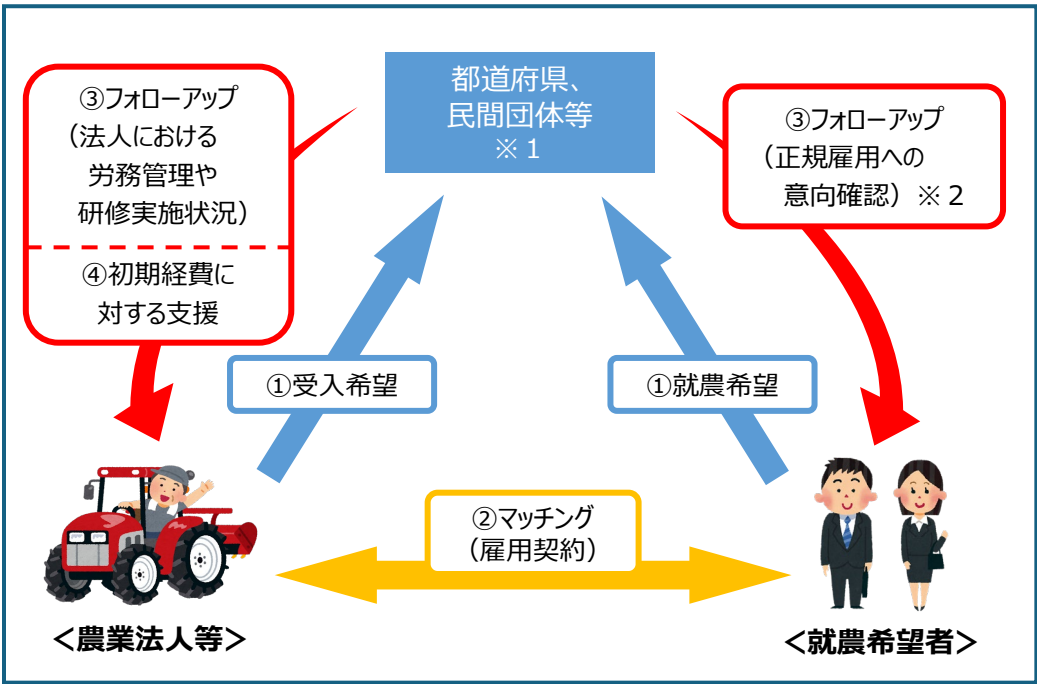 都道府県、
民間団体等
※１
③フォローアップ
（法人における
労務管理や
研修実施状況）
④初期経費に
対する支援
③フォローアップ
（正規雇用への
意向確認）※２
①受入希望
①就農希望
②マッチング
（雇用契約）
＜農業法人等＞
＜就農希望者＞